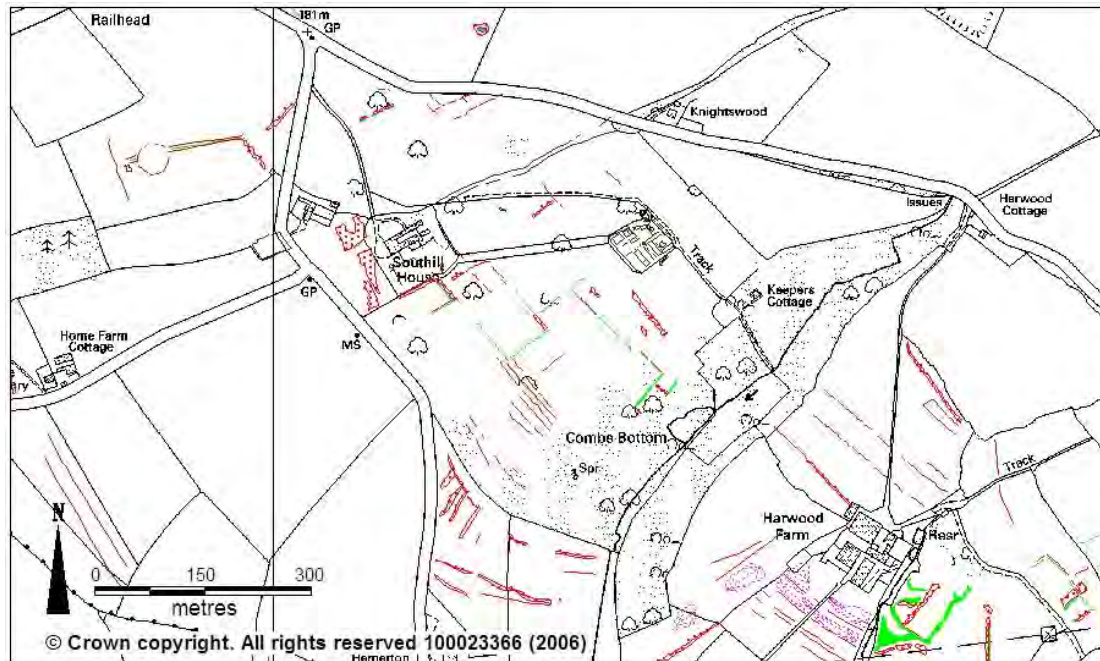 181m
GP
Railhead
Knightswood
Issues
Harwood
Cottage
Southill
House
Track
GP
Keepers
Cottage
Home Farm
Cottage
MS
Combe Bottom
Spr
Track
Harwood
Farm
Resr
N
0 150 300
metres
© Crown copyright. All rights reserved 100023366 (2006)